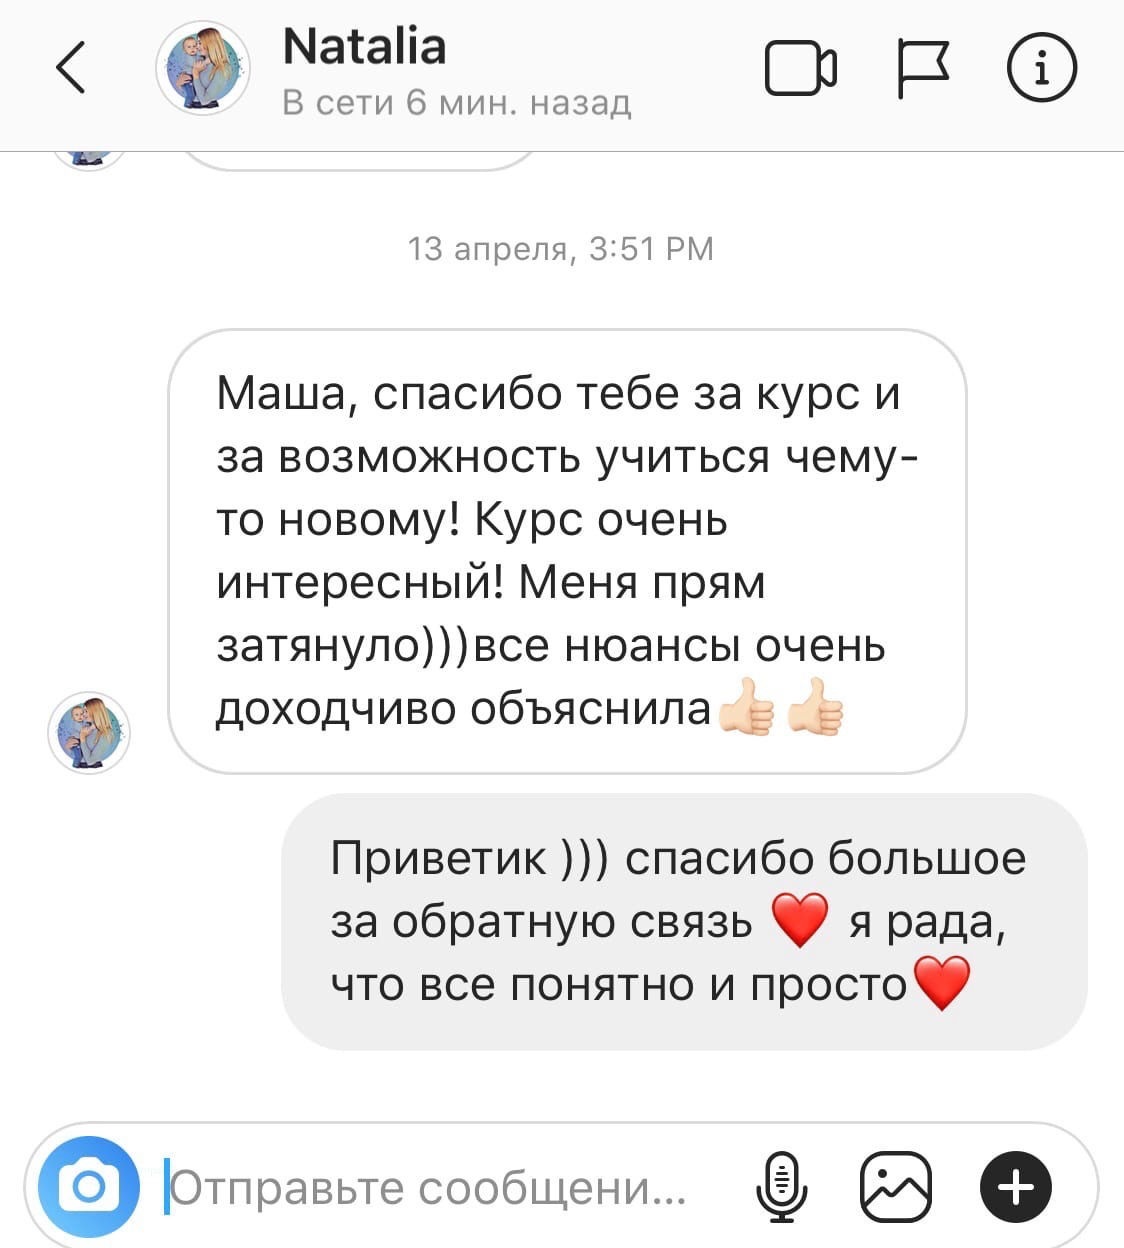 Natalia
В сети 6 мин. назад
13 апреля, 3:51 PM
Маша, спасибо тебе за курс и
за возможность учиться чему-
то новому! Курс очень
интересный! Меня прям
затянуло)))все нюансы очень
доходчиво объяснила👍🏻👍🏻
Приветик ))) спасибо большое
за обратную связь ❤️ я рада,
что все понятно и просто❤️
Отправьте сообщени...